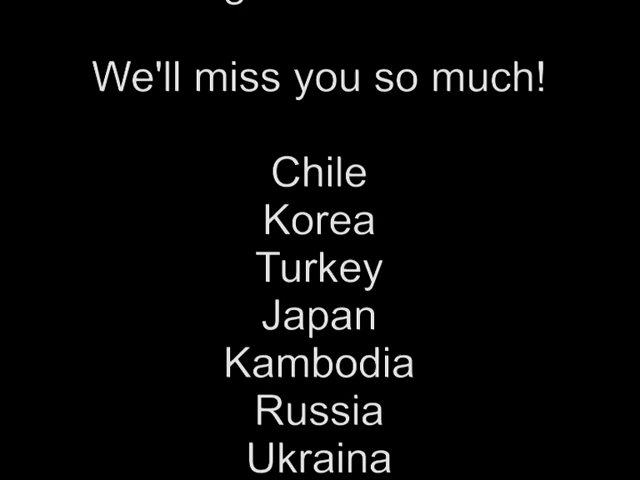 We'll miss you so much!
Chile
Korea
Turkey
Japan
Kambodia
Russia
Ukraina